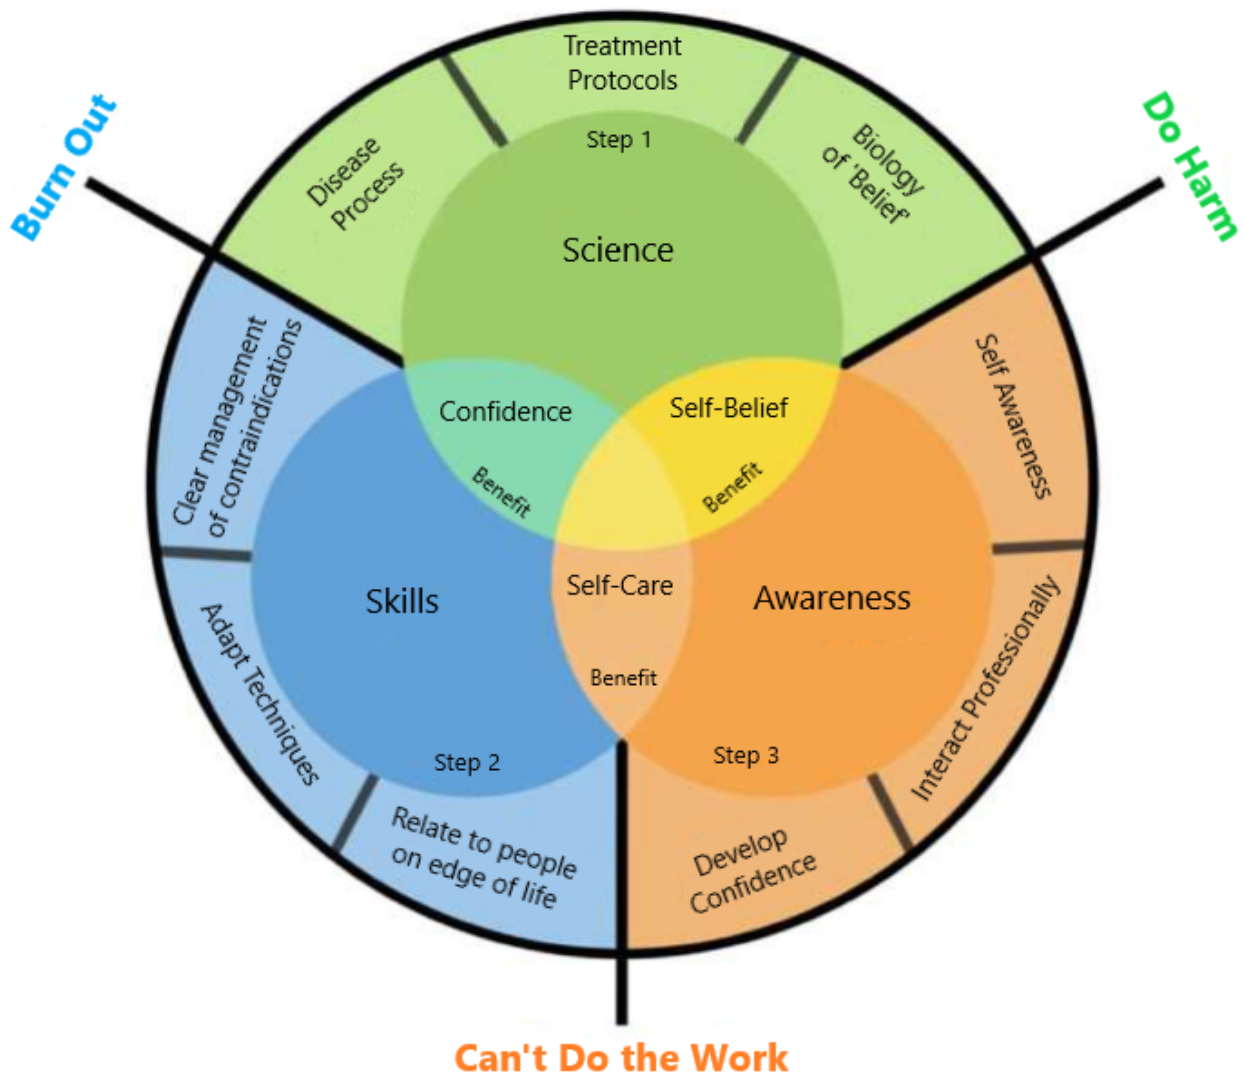 Treatment
Protocols
Step 1
Disease
Process
Biology
of 'Belief'
Burn Out
Do Harm
Science
Clear management
of contraindications
Confidence
Benefit
Self-Belief
Benefit
Self Awareness
Skills
Self-Care
Benefit
Awareness
Adapt Techniques
Interact Professionally
Step 2
Step 3
Relate to people
on edge of life
Develop
Confidence
Can't Do the Work